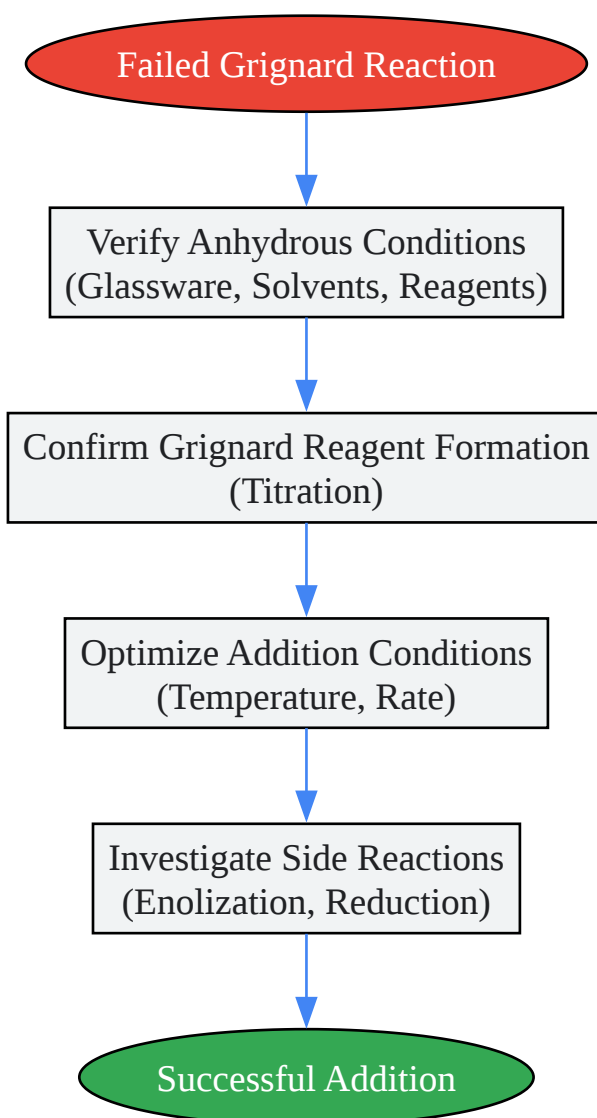 Failed Grignard Reaction
Verify Anhydrous Conditions
(Glassware, Solvents, Reagents)
Confirm Grignard Reagent Formation
(Titration)
Optimize Addition Conditions
(Temperature, Rate)
Investigate Side Reactions
(Enolization, Reduction)
Successful Addition